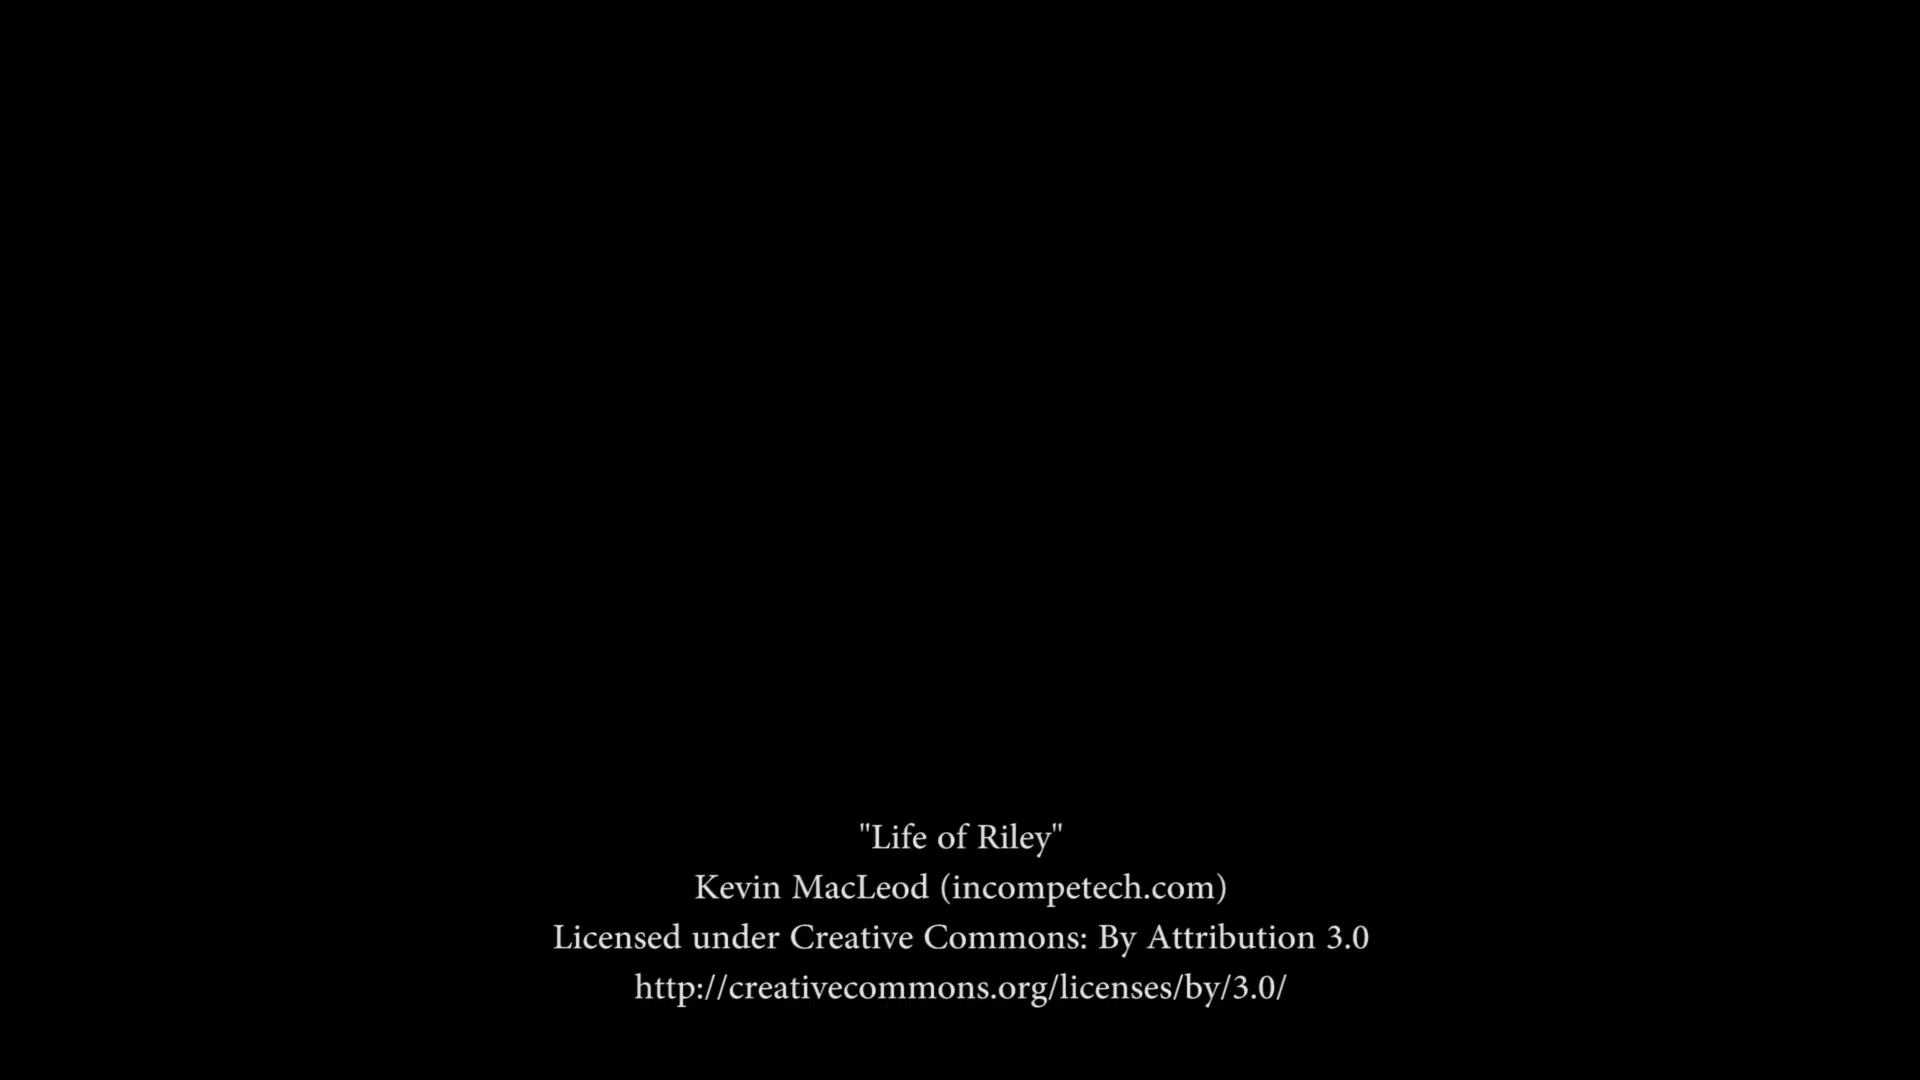 "Life of Riley"
Kevin MacLeod (incompetech.com)
Licensed under Creative Commons: By Attribution 3.0
http://creativecommons.org/licenses/by/3.0/